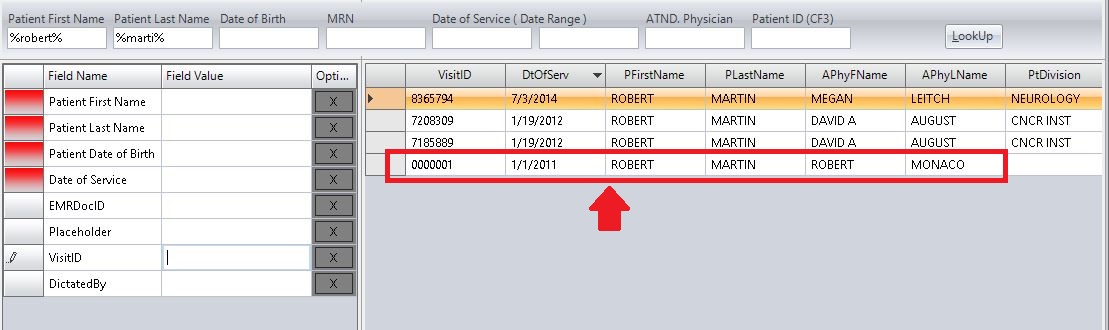 Patient First Name Patient Last Name Date of Birth MRN Date of Service ( Date Range ) ATND. Physician Patient ID (CF3)
%robert% %marti% LookUp
Field Name Field Value Opti...
Patient First Name X
Patient Last Name X
Patient Date of Birth X
Date of Service X
EMRDocID X
Placeholder X
VisitID X
DictatedBy X
VisitID DtOfServ PFirstName PLastName APhyFName APhyLName PtDivision
8365794 7/3/2014 ROBERT MARTIN MEGAN LEITCH NEUROLOGY
7208309 1/19/2012 ROBERT MARTIN DAVID A AUGUST CNCR INST
7185889 1/19/2012 ROBERT MARTIN DAVID A AUGUST CNCR INST
0000001 1/1/2011 ROBERT MARTIN ROBERT MONACO